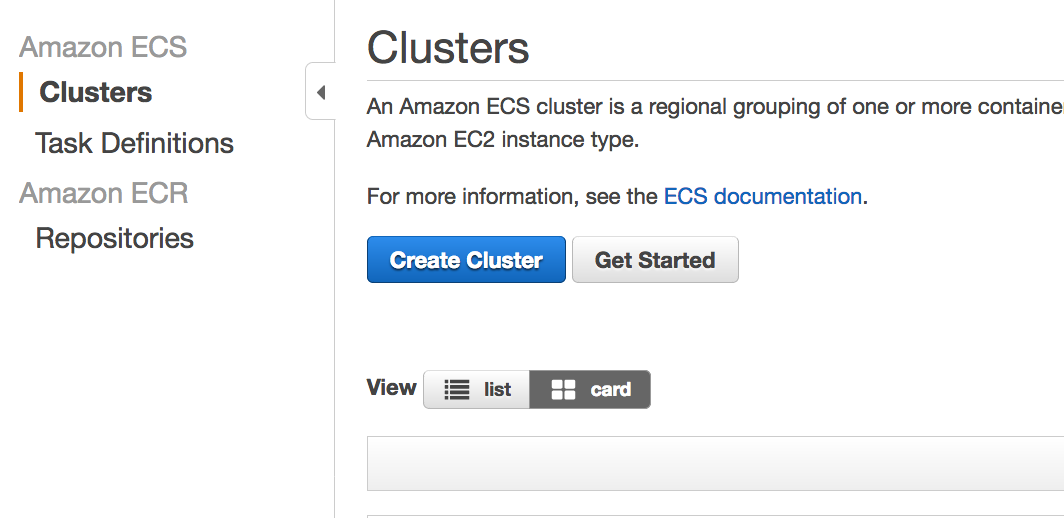 Amazon ECS
Clusters
Task Definitions
Amazon ECR
Repositories
Clusters
An Amazon ECS cluster is a regional grouping of one or more
Amazon EC2 instance type.
For more information, see the ECS documentation.
Create Cluster
Get Started
View
list
card